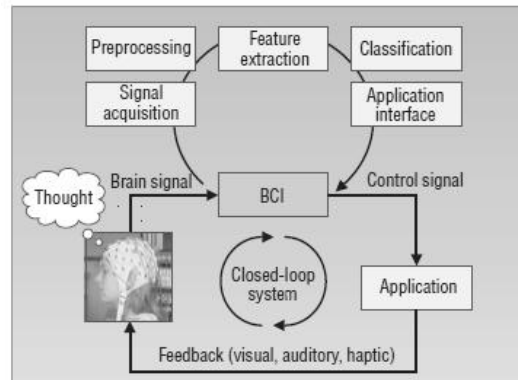 Preprocessing
Feature
extraction
Classification
Signal
acquisition
Application
interface
Thought
Brain signal
BCI
Control signal
Closed-loop
system
Application
Feedback (visual, auditory, haptic)